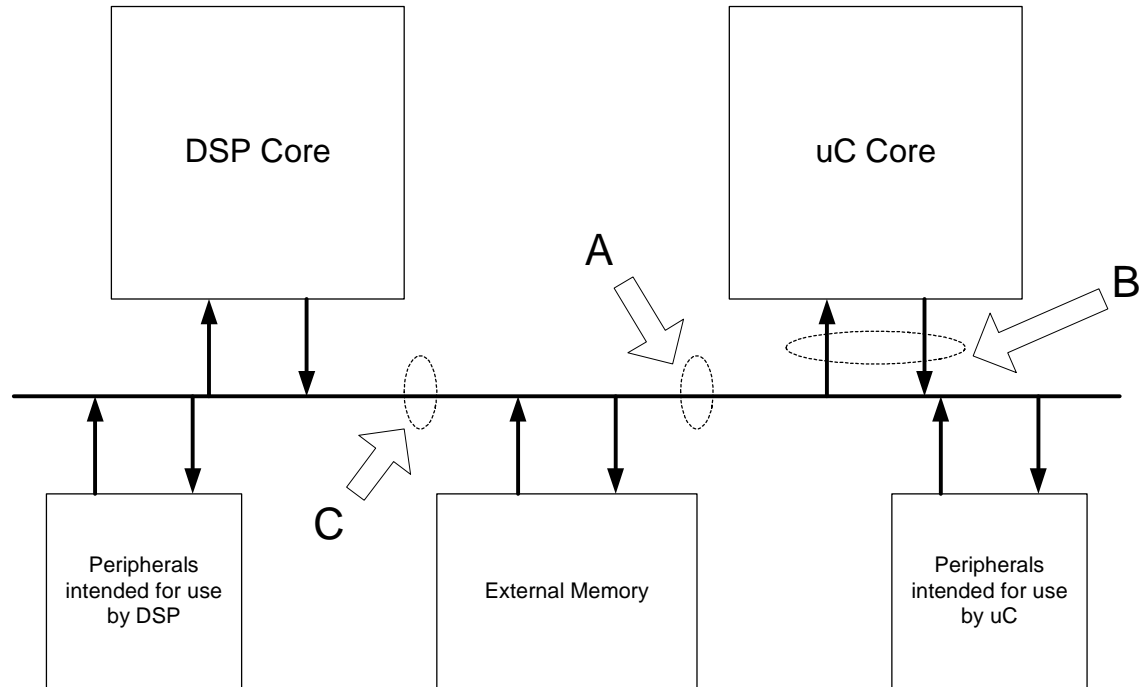 DSP Core
uC Core
A
B
C
Peripherals
intended for use
by DSP
External Memory
Peripherals
intended for use
by uC